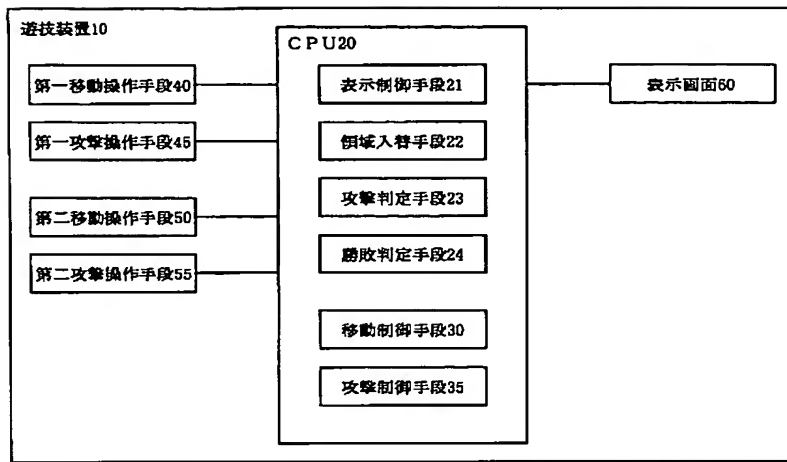 遊技装置10
CPU20
第一移動操作手段40
第一攻撃操作手段45
第二移動操作手段50
第二攻撃操作手段55
表示制御手段21
領域入替手段22
攻撃判定手段23
勝敗判定手段24
移動制御手段30
攻撃制御手段35
表示画面60